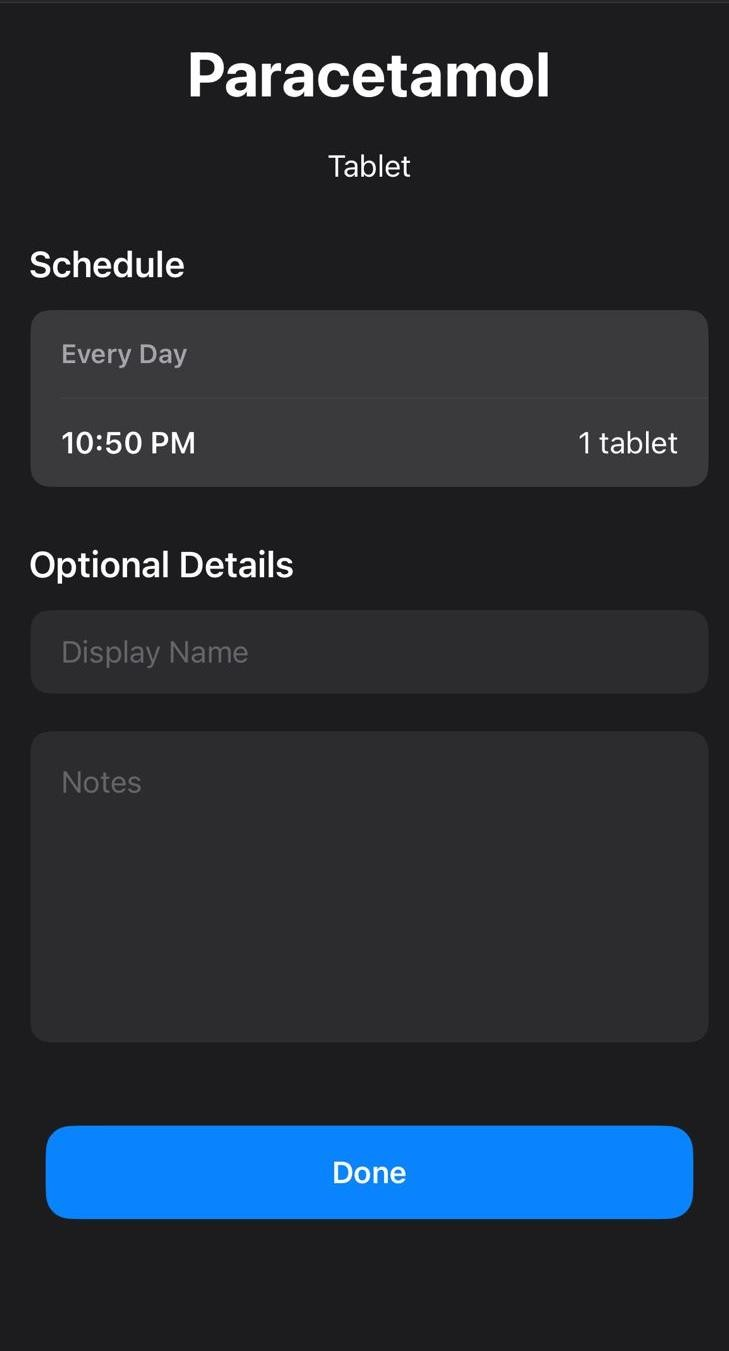 Paracetamol
Tablet
Schedule
Every Day
10:50 PM 1 tablet
Optional Details
Display Name
Notes
Done